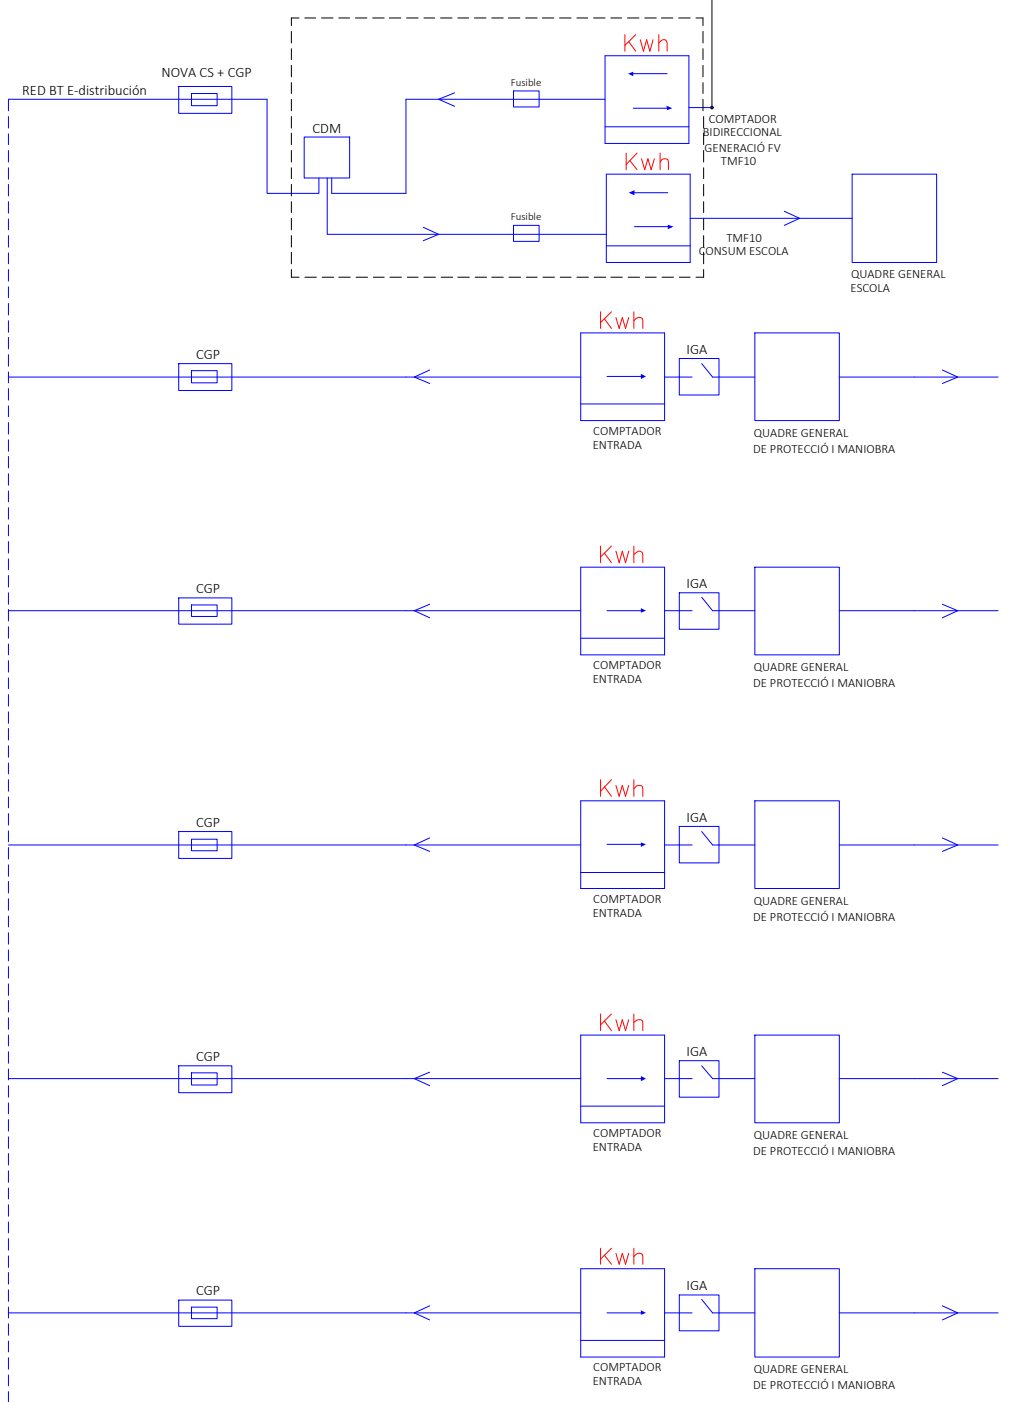 Kwh
NOVA CS + CGP
RED BT E-distribución
Fusible
COMPTADOR
BIDIRECCIONAL
GENERACIÓ FV
TMF10
CDM
Kwh
Fusible
TMF10
CONSUM ESCOLA
QUADRE GENERAL
ESCOLA
Kwh
CGP
IGA
COMPTADOR
ENTRADA
QUADRE GENERAL
DE PROTECCIÓ I MANIOBRA
Kwh
CGP
IGA
COMPTADOR
ENTRADA
QUADRE GENERAL
DE PROTECCIÓ I MANIOBRA
Kwh
CGP
IGA
COMPTADOR
ENTRADA
QUADRE GENERAL
DE PROTECCIÓ I MANIOBRA
Kwh
CGP
IGA
COMPTADOR
ENTRADA
QUADRE GENERAL
DE PROTECCIÓ I MANIOBRA
Kwh
CGP
IGA
COMPTADOR
ENTRADA
QUADRE GENERAL
DE PROTECCIÓ I MANIOBRA